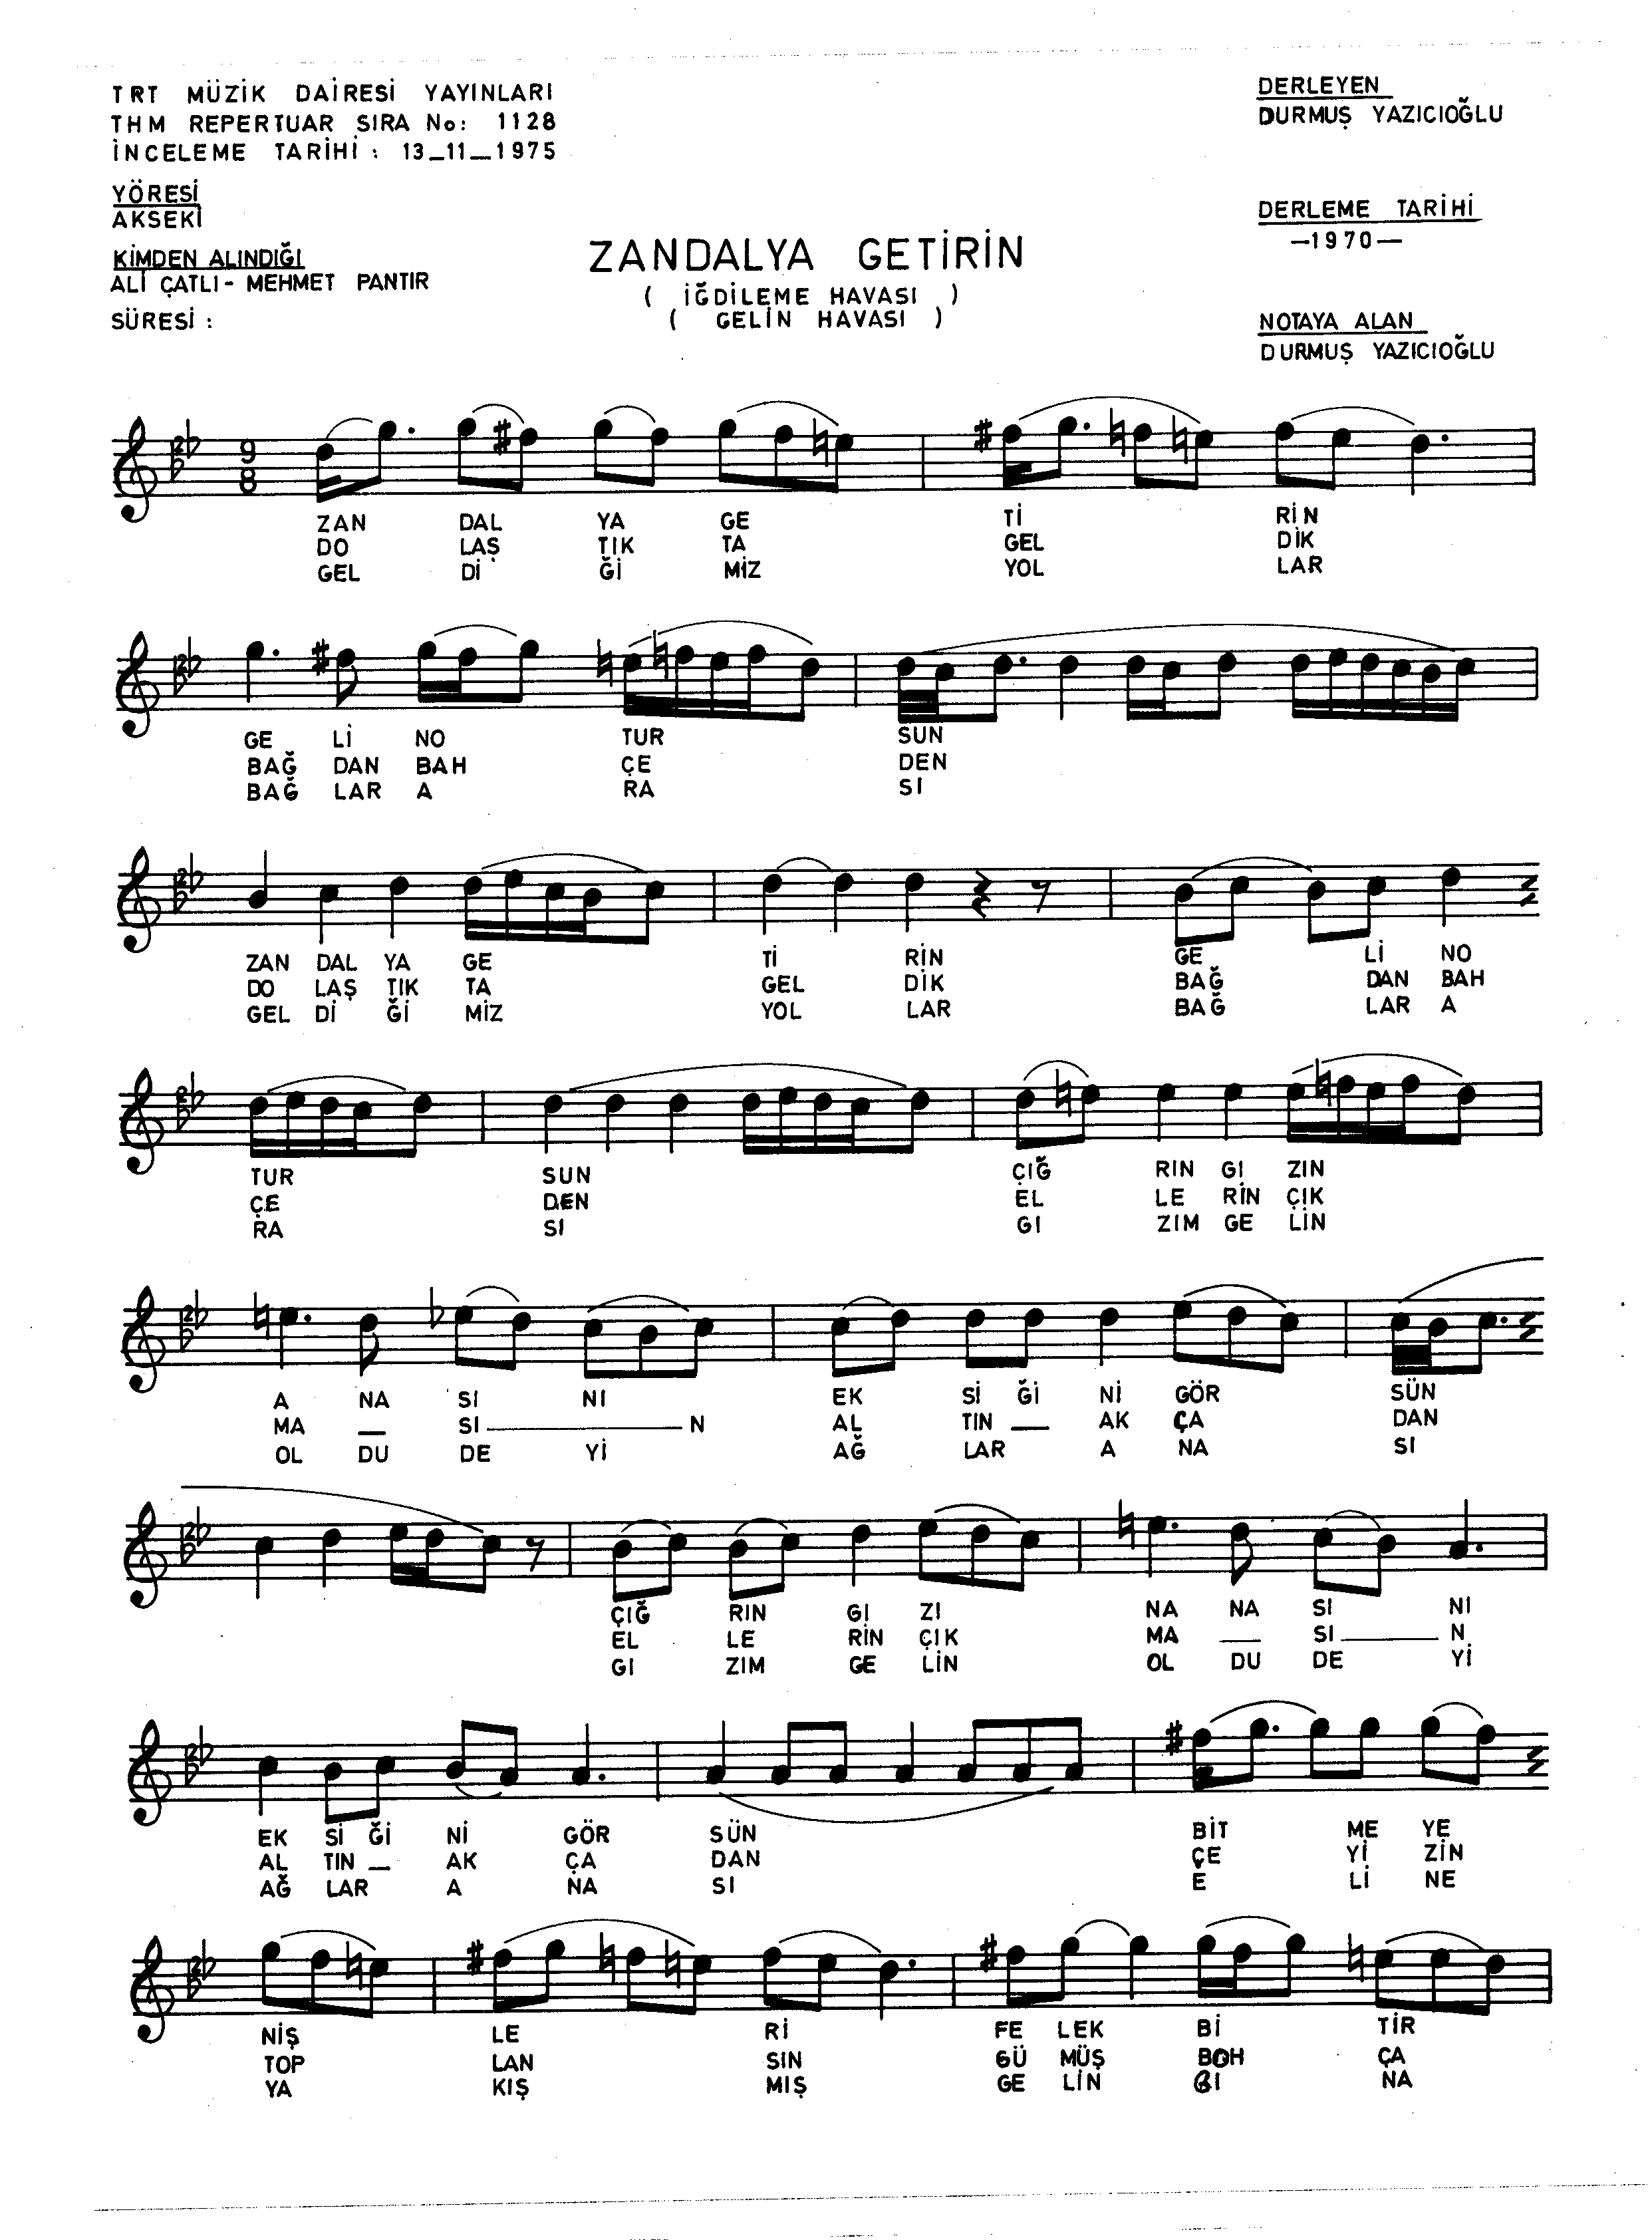 TRT MÜZİK DAİRESİ YAYINLARI
THM REPERTUAR SIRA No: 1128
İNCELEME TARİHİ : 13_11_1975
YÖRESİ
AKSEKİ
KİMDEN ALINDIĞI
ALİ ÇATLI - MEHMET PANTIR
SÜRESİ :
DERLEYEN
DURMUŞ YAZICIOĞLU
DERLEME TARİHİ
—1970—
NOTAYA ALAN
DURMUŞ YAZICIOĞLU
ZANDALYA GETİRİN
( İĞDİLEME HAVASI )
( GELİN HAVASI )
9
8
ZAN DAL YA GE Tİ RİN
DO LAŞ TIK TA GEL DİK
GEL Dİ Ğİ MİZ YOL LAR
GE Lİ NO TUR SUN
BAĞ DAN BAH ÇE DEN
BAĞ LAR A RA SI
ZAN DAL YA GE Tİ RİN GE Lİ NO
DO LAŞ TIK TA GEL DİK BAĞ DAN BAH
GEL Dİ Ğİ MİZ YOL LAR BAĞ LAR A
TUR SUN ÇIĞ RIN GI ZIN
ÇE DEN EL LE RİN ÇIK
RA SI GI ZIM GE LİN
A NA SI NI EK Sİ Ğİ Nİ GÖR SÜN
MA — SI — N AL TIN — AK ÇA DAN
OL DU DE Yİ AĞ LAR A NA SI
ÇIĞ RIN GI ZI NA NA SI NI
EL LE RİN ÇIK MA — SI — N
GI ZIM GE LİN OL DU DE Yİ
EK Sİ Ğİ Nİ GÖR SÜN BİT ME YE
AL TIN — AK ÇA DAN ÇE Yİ ZİN
AĞ LAR A NA SI E Lİ NE
NİŞ LE Rİ FE LEK Bİ TİR
TOP LAN SIN GÜ MÜŞ BOH ÇA
YA KIŞ MIŞ GE LİN GI NA